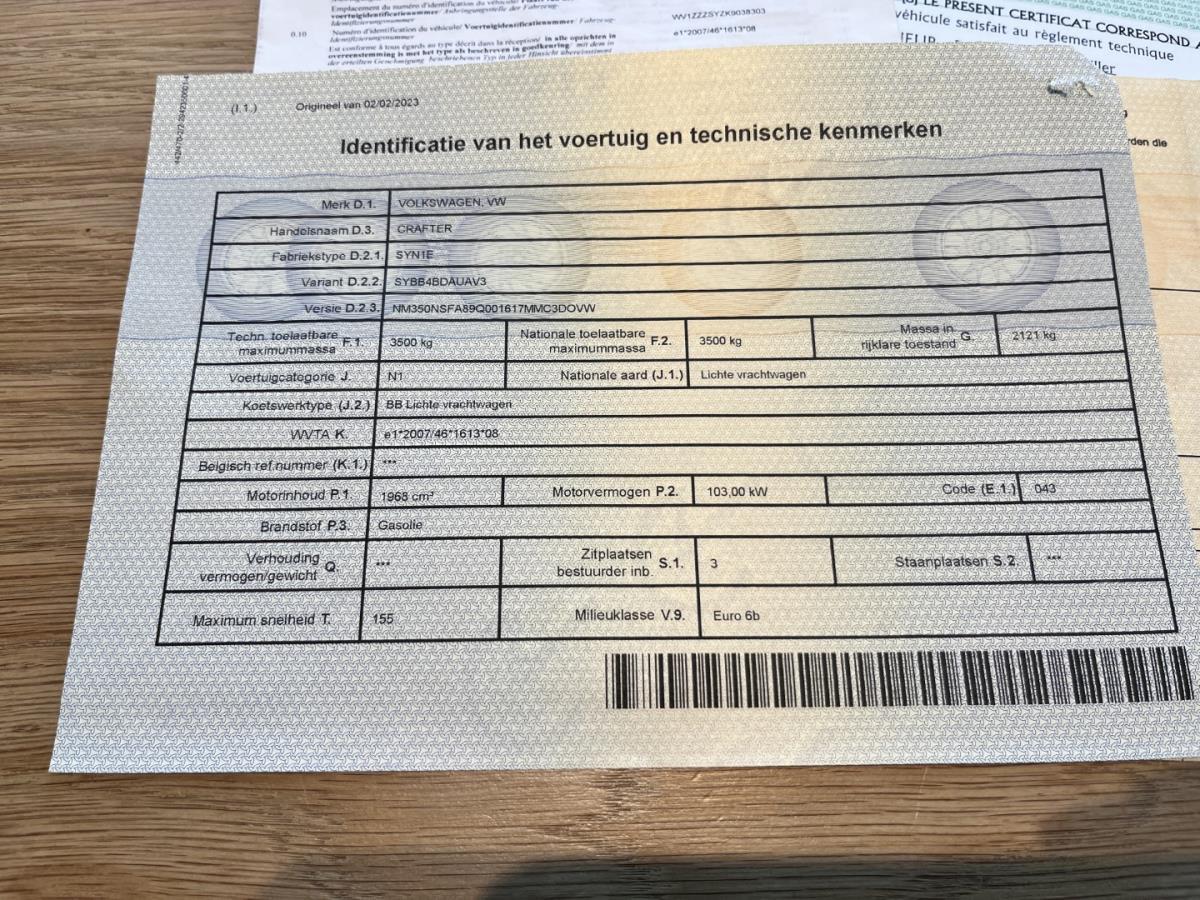 Emplacement du numéro d'identification du véhicule/
voertuigidentificatienummer/ Anbringungsstelle der Fahrzeug-
Identifizierungsnummer
0.10 Numéro d'identification du véhicule/ Voertuigidentificatienummer/ Fahrzeug-
Identifizierungsnummer
WV1ZZZSYZK9038303
Est conforme à tous égards au type décrit dans la réception/ in alle opzichten in
overeenstemming is met het type als beschreven in goedkeuring/ mit dem in
der erteilten Genehmigung beschriebenen Typ in jeder Hinsicht übereinstimmt
e1*2007/46*1613*08
LE PRESENT CERTIFICAT CORRESPOND A
véhicule satisfait au règlement technique
rden die
(I.1.) Origineel van 02/02/2023
Identificatie van het voertuig en technische kenmerken
Merk D.1. VOLKSWAGEN, VW
Handelsnaam D.3. CRAFTER
Fabriekstype D.2.1. SYN1E
Variant D.2.2. SYBB4BDAUAV3
Versie D.2.3. NM350NSFA89Q001617MMC3DOVW
Techn. toelaatbare maximummassa F.1. 3500 kg Nationale toelaatbare maximummassa F.2. 3500 kg Massa in rijklare toestand G 2121 kg
Voertuigcategorie J. N1 Nationale aard (J.1.) Lichte vrachtwagen
Koetswerktype (J.2.) BB Lichte vrachtwagen
WVTA K. e1*2007/46*1613*08
Belgisch ref.nummer (K.1.) ***
Motorinhoud P.1. 1968 cm³ Motorvermogen P.2. 103,00 kW Code (E.1.) 043
Brandstof P.3. Gasolie
Verhouding vermogen/gewicht Q. *** Zitplaatsen bestuurder inb. S.1. 3 Staanplaatsen S.2. ***
Maximum snelheid T. 155 Milieuklasse V.9. Euro 6b